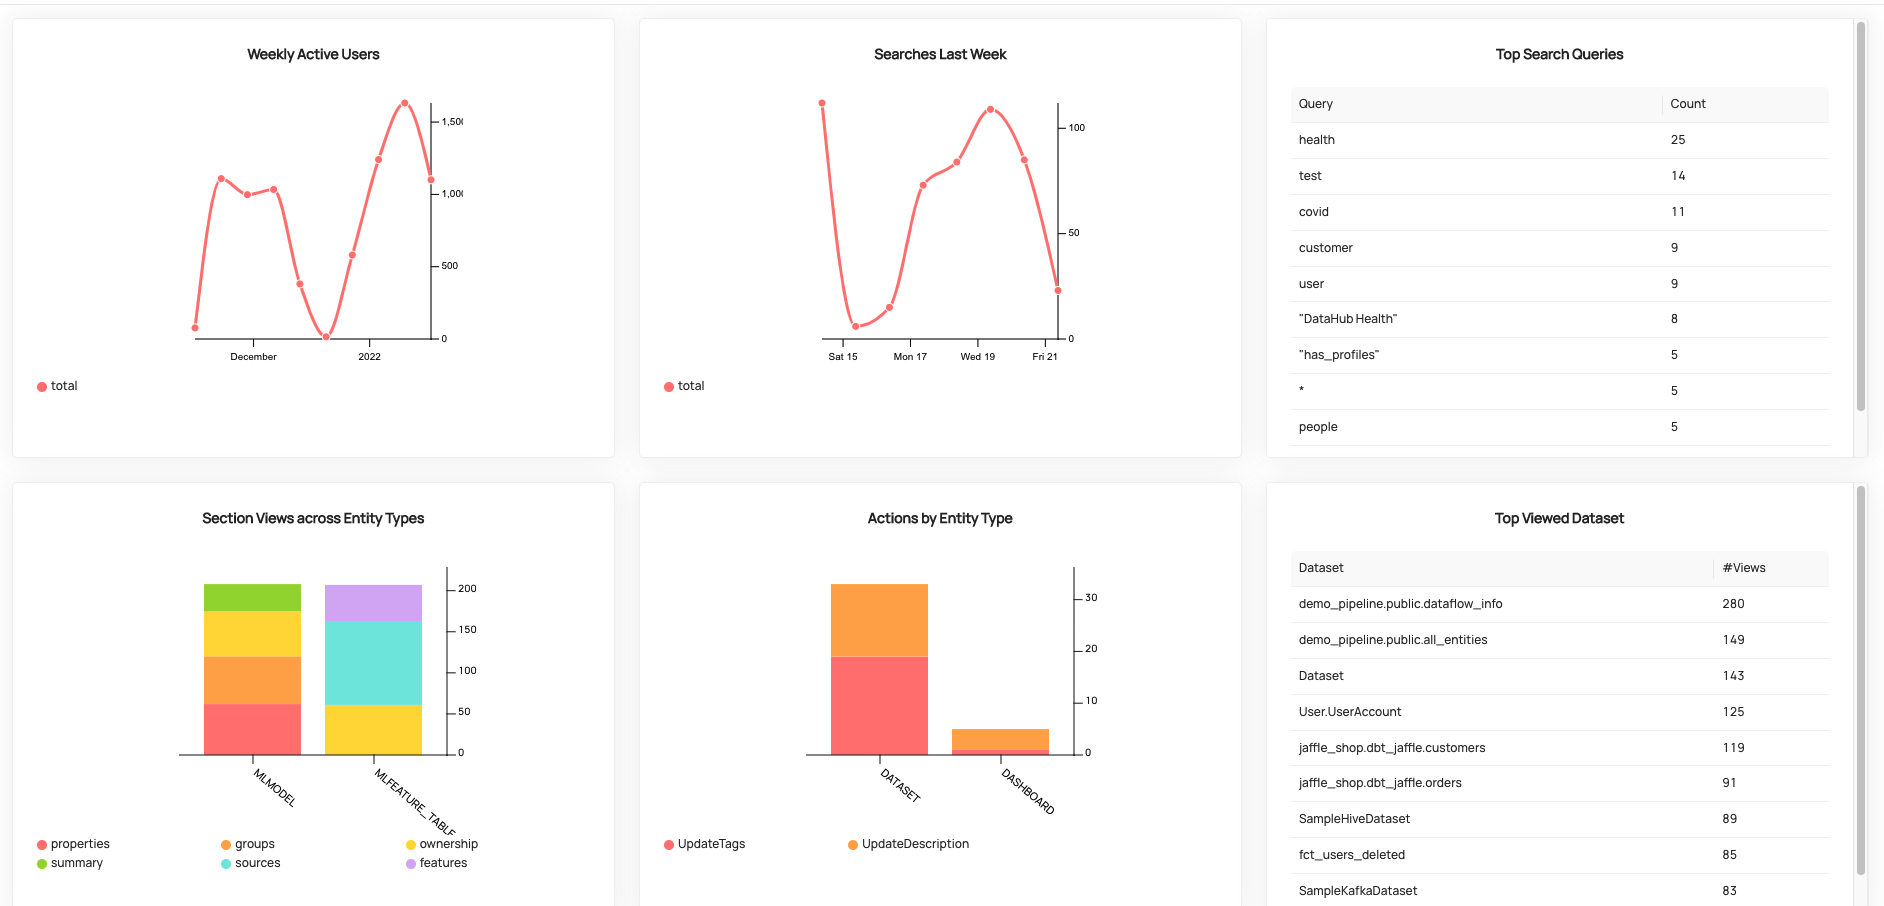 Weekly Active Users
1,500
1,000
500
0
December
2022
total
Searches Last Week
100
50
0
Sat 15
Mon 17
Wed 19
Fri 21
total
Top Search Queries
Query Count
health 25
test 14
covid 11
customer 9
user 9
"DataHub Health" 8
"has_profiles" 5
* 5
people 5
Section Views across Entity Types
200
150
100
50
0
MLMODEL
MLFEATURE_TABLE
properties groups ownership
summary sources features
Actions by Entity Type
30
20
10
0
DATASET
DASHBOARD
UpdateTags UpdateDescription
Top Viewed Dataset
Dataset #Views
demo_pipeline.public.dataflow_info 280
demo_pipeline.public.all_entities 149
Dataset 143
User.UserAccount 125
jaffle_shop.dbt_jaffle.customers 119
jaffle_shop.dbt_jaffle.orders 91
SampleHiveDataset 89
fct_users_deleted 85
SampleKafkaDataset 83